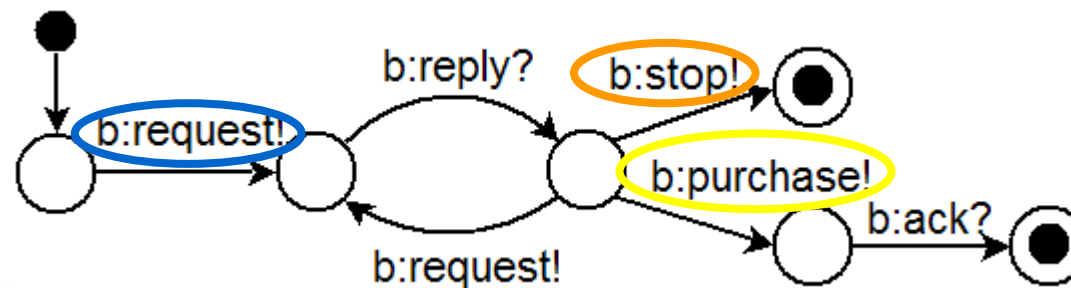 b:reply?
b:stop!
b:request!
b:purchase!
b:ack?
b:request!